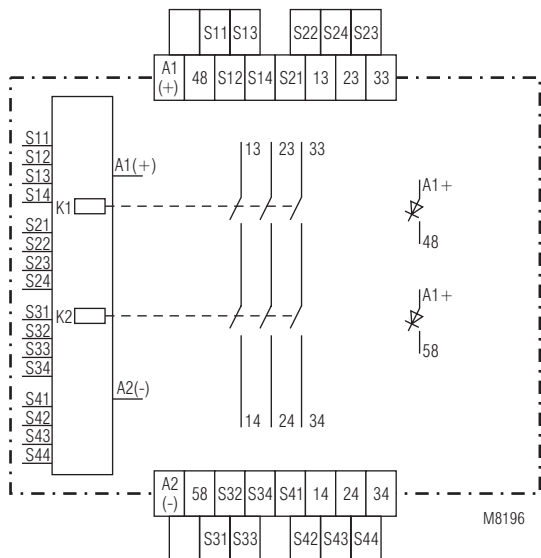 S11 S13 S22 S24 S23
A1 (+) 48 S12 S14 S21 13 23 33
S11
S12
S13
S14
S21
S22
S23
S24
S31
S32
S33
S34
S41
S42
S43
S44
A1(+)
K1
K2
A2(-)
13 23 33
14 24 34
A1+
48
A1+
58
A2 (-) 58 S32 S34 S41 14 24 34
S31 S33 S42 S43 S44
M8196